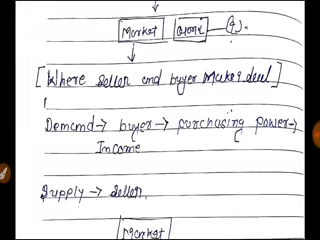 Market
[Where seller and buyer make deal]
Demand → buyer → purchasing power →
Income
Supply → Seller
Market